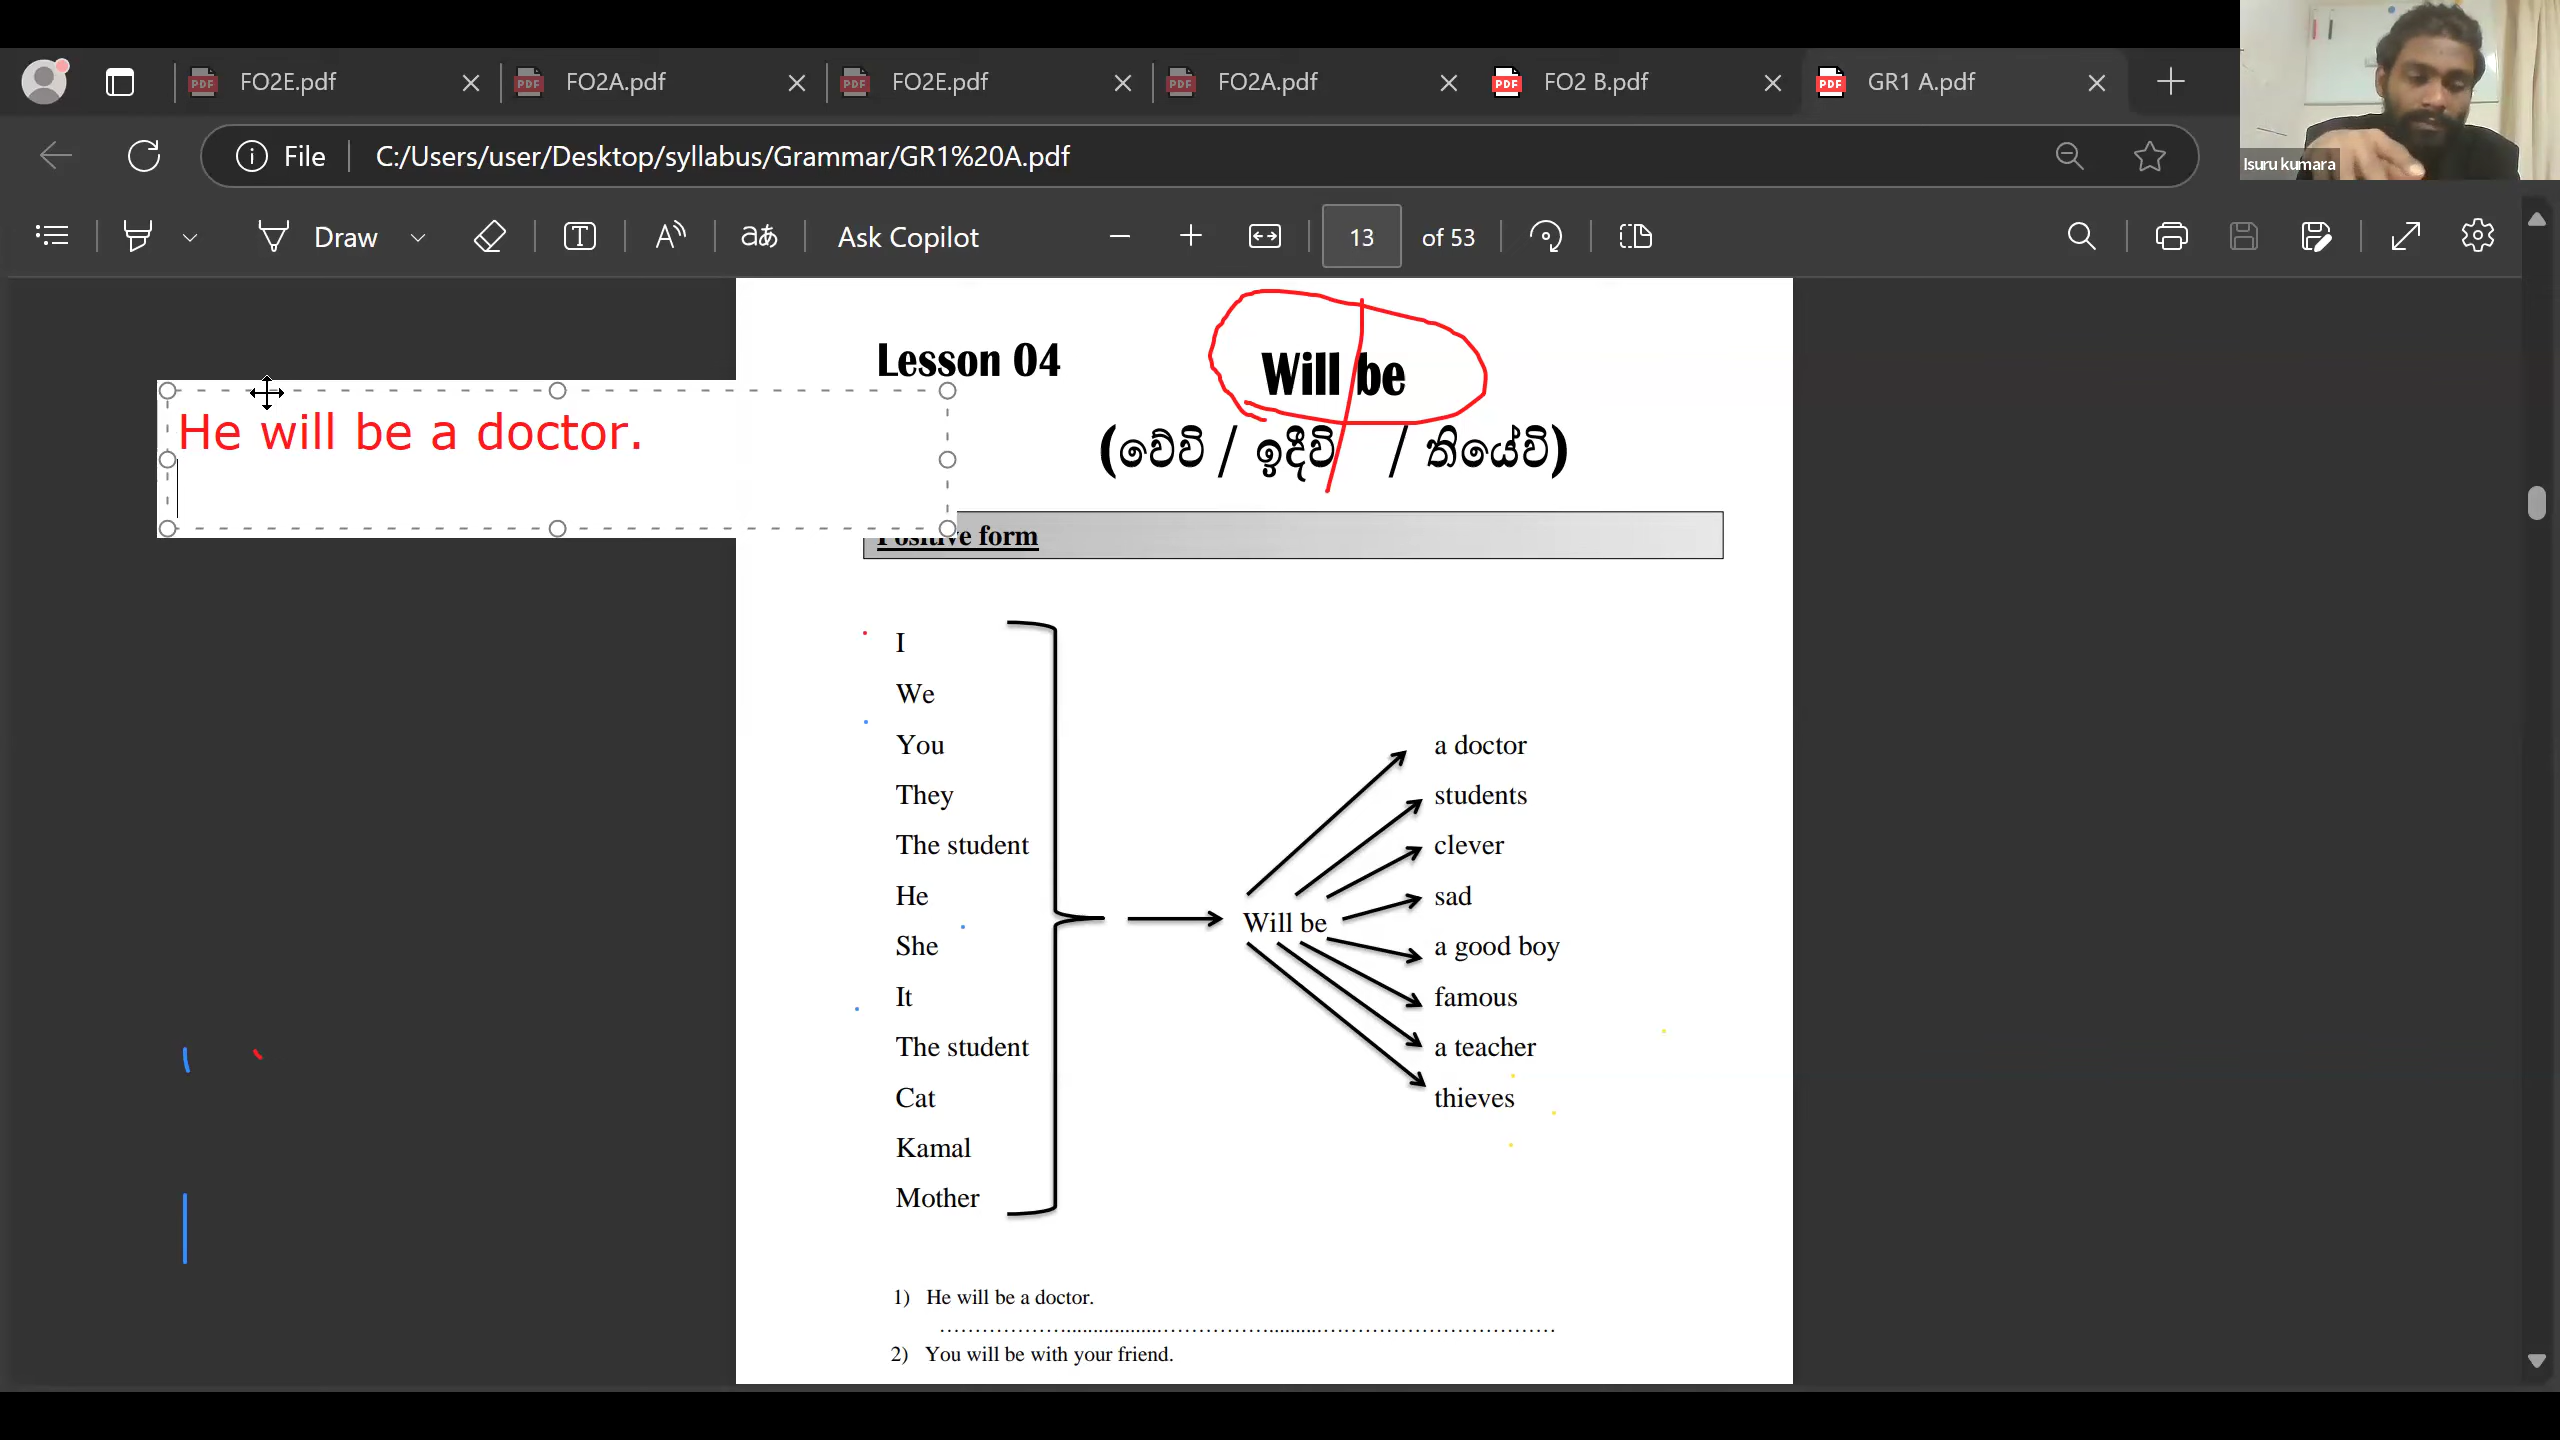 FO2E.pdf
FO2A.pdf
FO2E.pdf
FO2A.pdf
FO2 B.pdf
GR1 A.pdf
File
C:/Users/user/Desktop/syllabus/Grammar/GR1%20A.pdf
Isuru kumara
Draw
Ask Copilot
13 of 53
Lesson 04
Will be
(වේවි / ඉදීවි / තියේවි)
He will be a doctor.
Positive form
I
We
You
They
The student
He
She
It
The student
Cat
Kamal
Mother
Will be
a doctor
students
clever
sad
a good boy
famous
a teacher
thieves
1) He will be a doctor.
2) You will be with your friend.